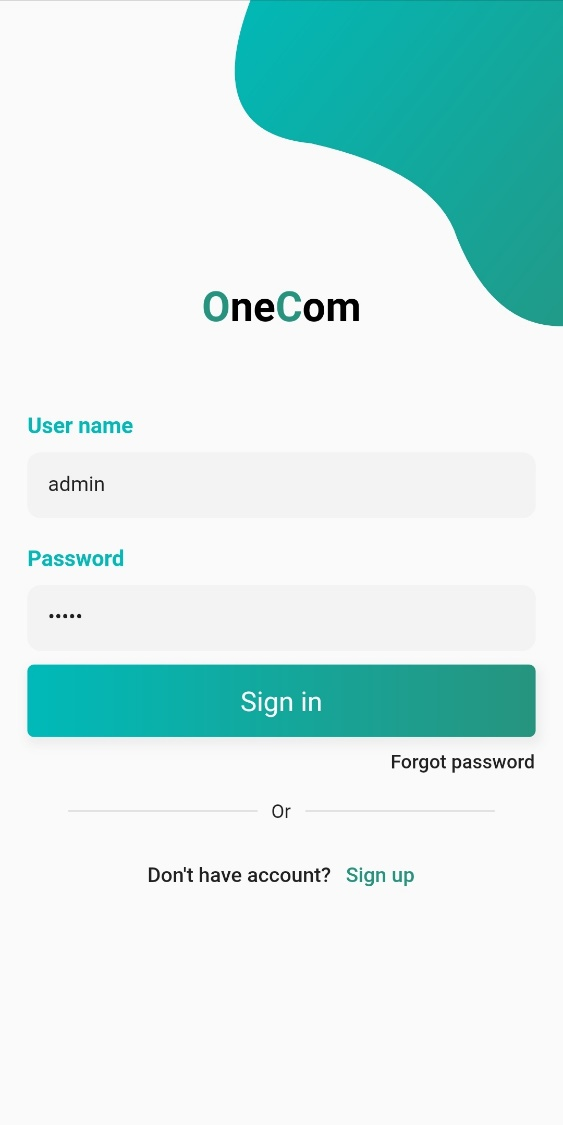 OneCom
User name
admin
Password
•••••
Sign in
Forgot password
Or
Don't have account? Sign up